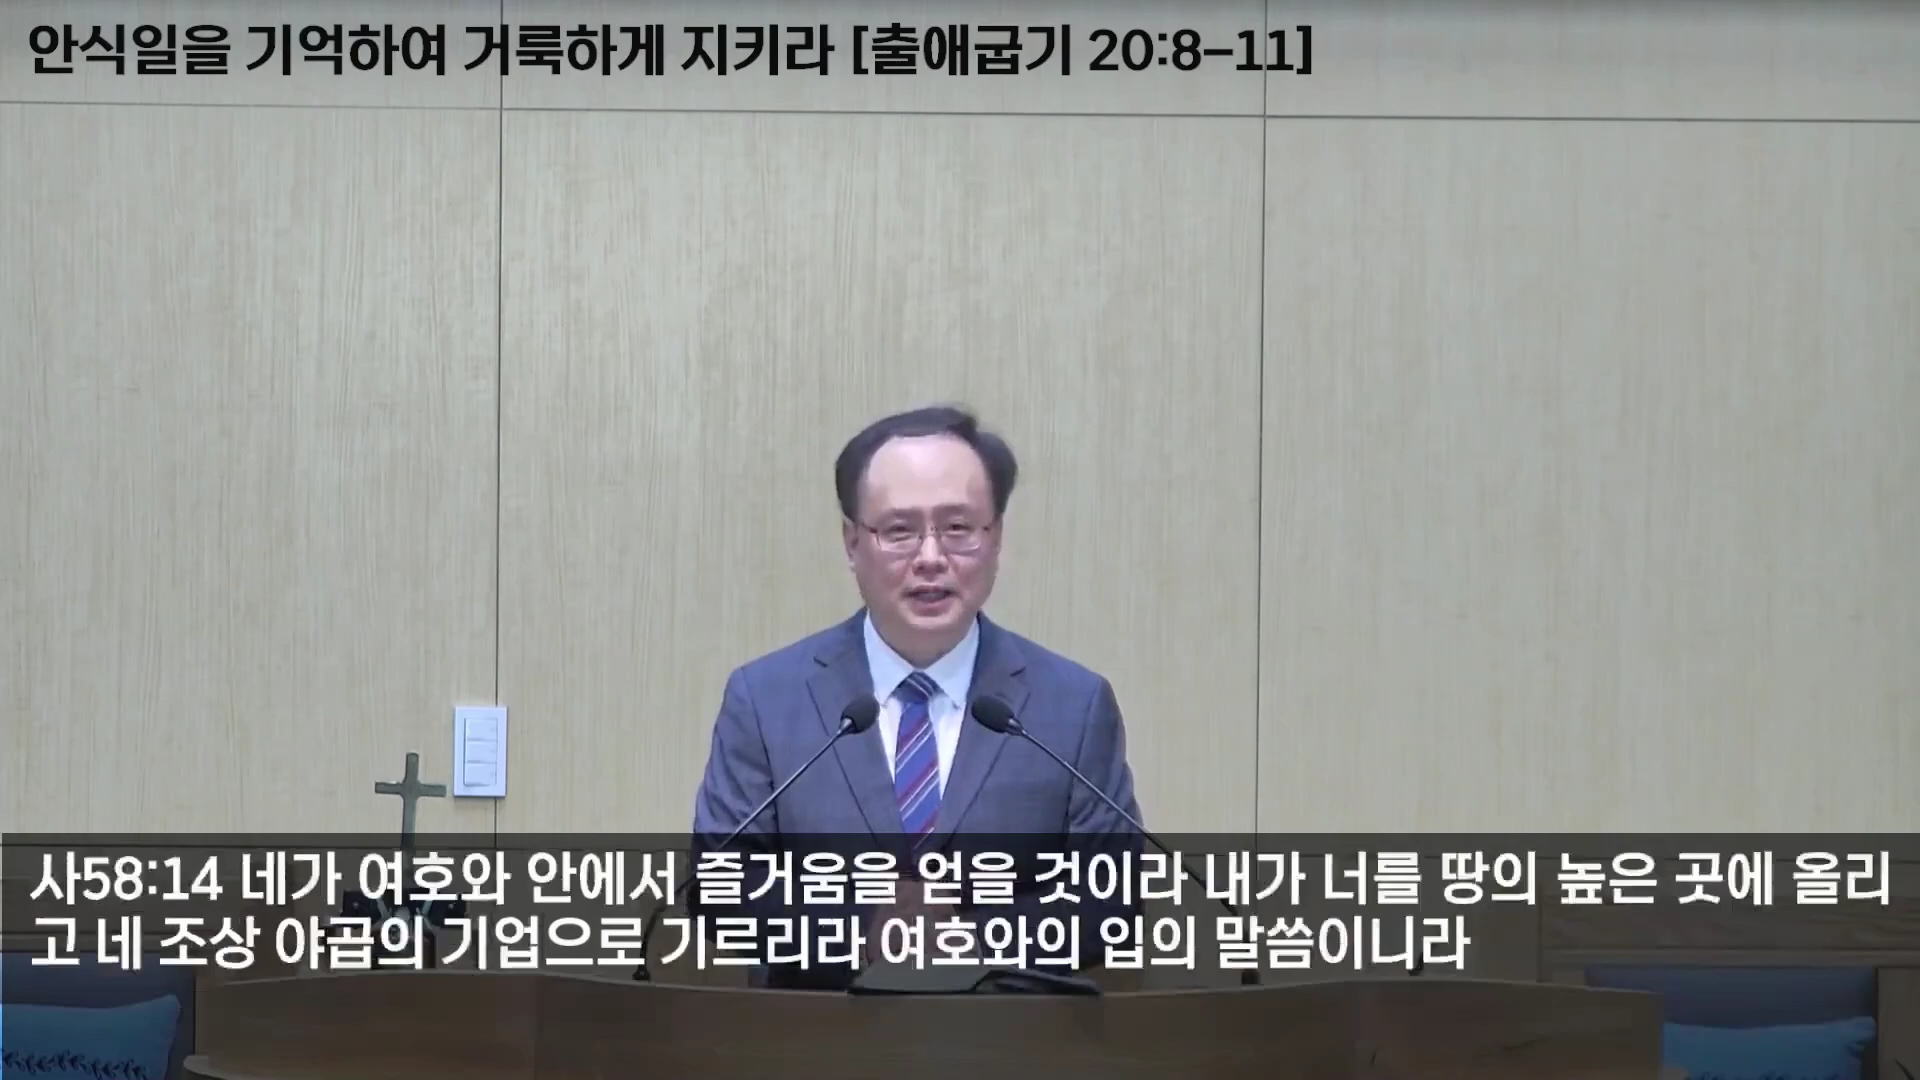 안식일을 기억하여 거룩하게 지키라 [출애굽기 20:8-11]
사58:14 네가 여호와 안에서 즐거움을 얻을 것이라 내가 너를 땅의 높은 곳에 올리
고 네 조상 야곱의 기업으로 기르리라 여호와의 입의 말씀이니라